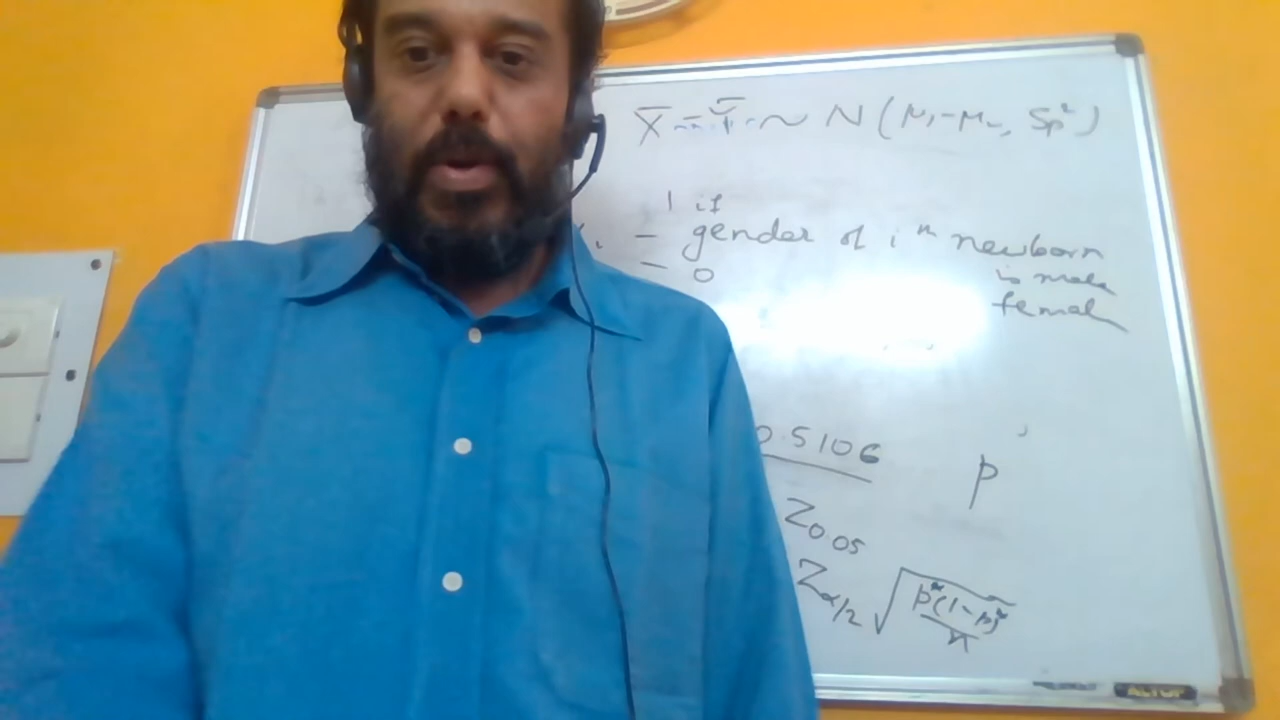 X̄ - Ȳ ~ N(μ₁-μ₂, Sp²)
1 if
i = gender of iᵗʰ newborn
= 0 is male
female
0.5106 p
Z0.05
Zα/2 √(p̂(1-p̂)/n)